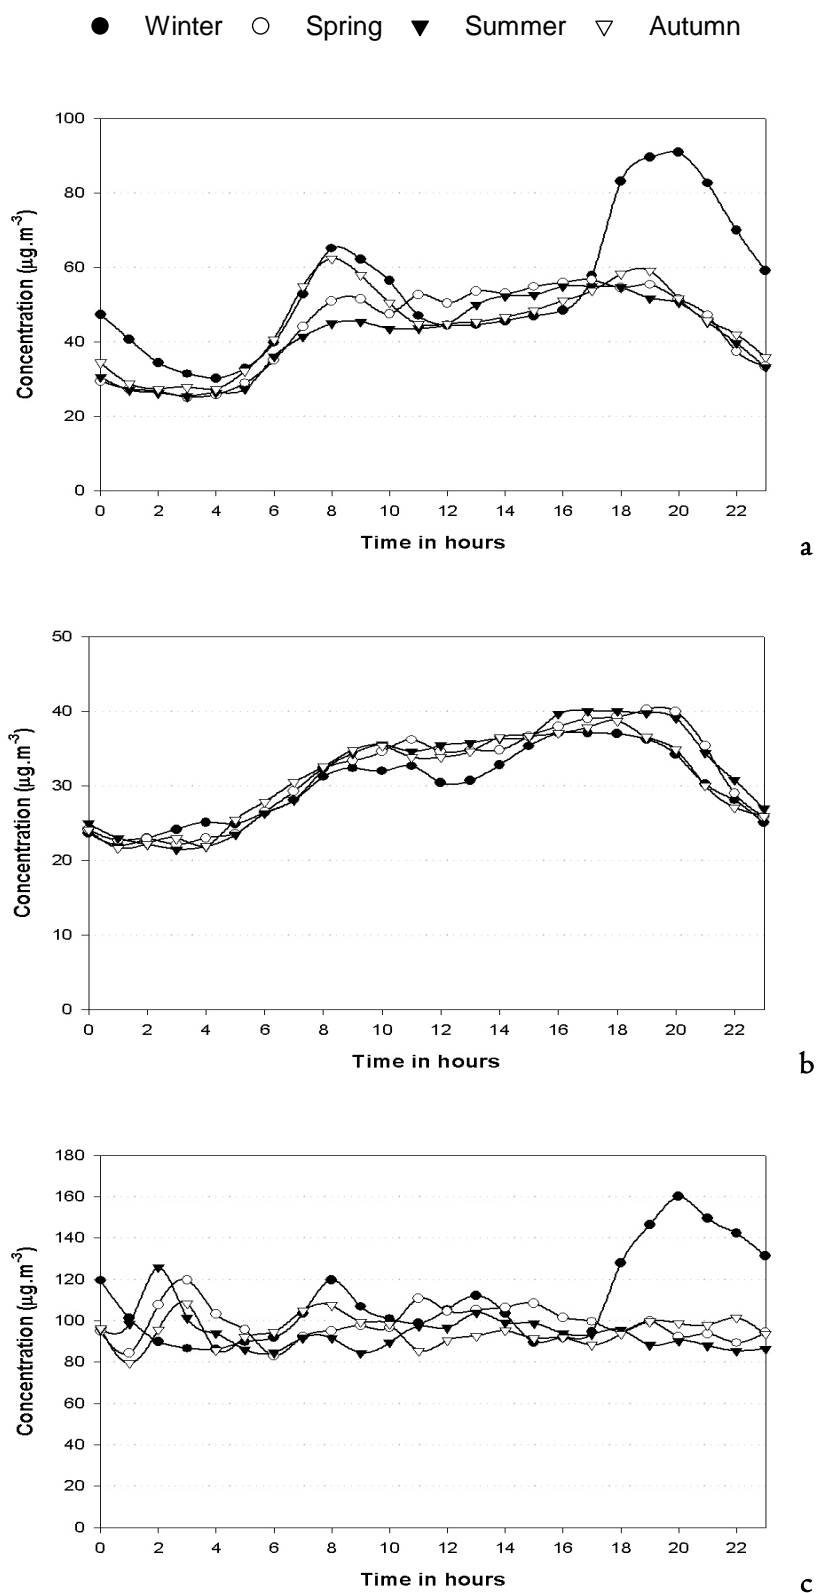 Winter Spring Summer Autumn
100
80
60
40
20
0
Concentration (µg.m-3)
0 2 4 6 8 10 12 14 16 18 20 22
Time in hours
a
50
40
30
20
10
0
Concentration (µg.m-3)
0 2 4 6 8 10 12 14 16 18 20 22
Time in hours
b
180
160
140
120
100
80
60
40
20
0
Concentration (µg.m-3)
0 2 4 6 8 10 12 14 16 18 20 22
Time in hours
c